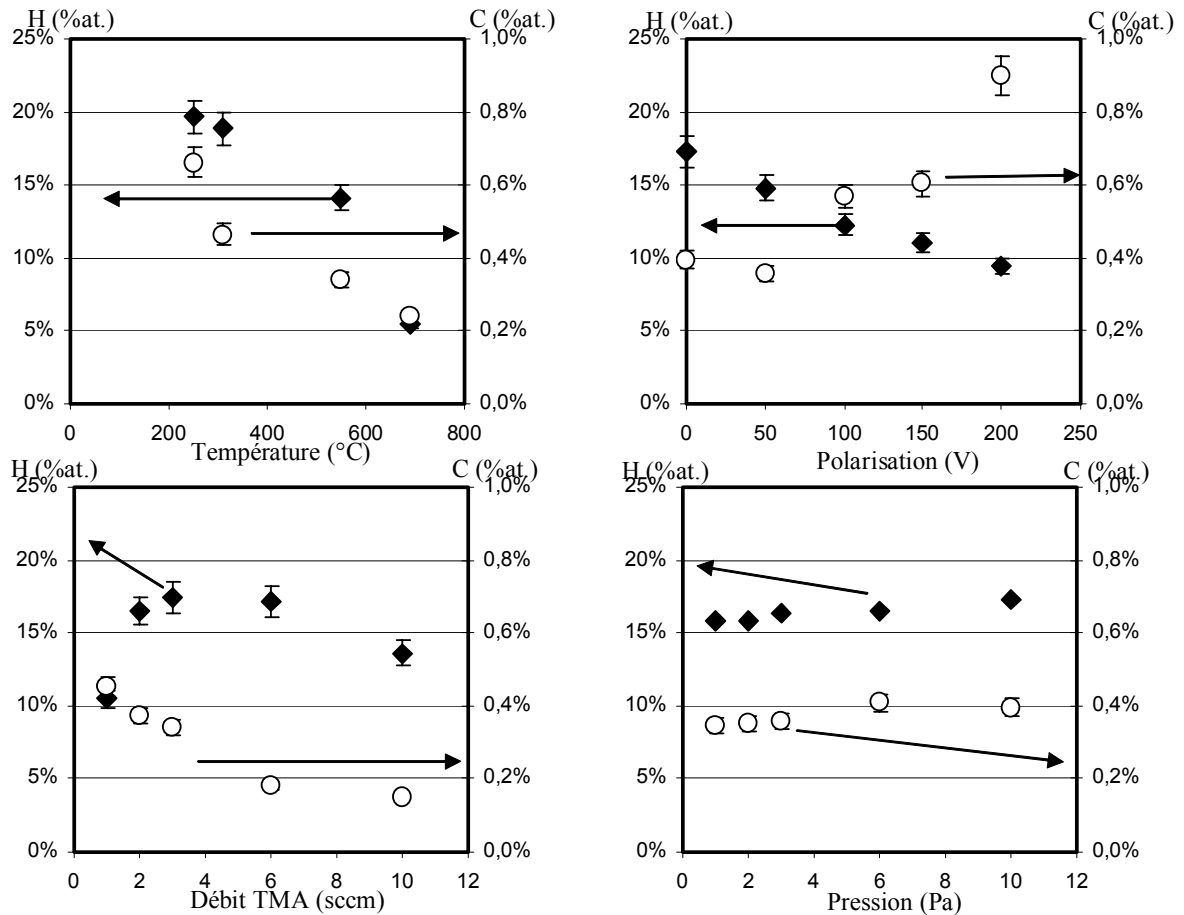 H (%at.) C (%at.) H (%at.) C (%at.)
25% 1,0% 25% 1,0%
20% 0,8% 20% 0,8%
15% 0,6% 15% 0,6%
10% 0,4% 10% 0,4%
5% 0,2% 5% 0,2%
0% 0,0% 0% 0,0%
0 200 400 600 800 0 50 100 150 200 250
Température (°C) Polarisation (V)
H (%at.) C (%at.) H (%at.) C (%at.)
25% 1,0% 25% 1,0%
20% 0,8% 20% 0,8%
15% 0,6% 15% 0,6%
10% 0,4% 10% 0,4%
5% 0,2% 5% 0,2%
0% 0,0% 0% 0,0%
0 2 4 6 8 10 12 0 2 4 6 8 10 12
Débit TMA (sccm) Pression (Pa)